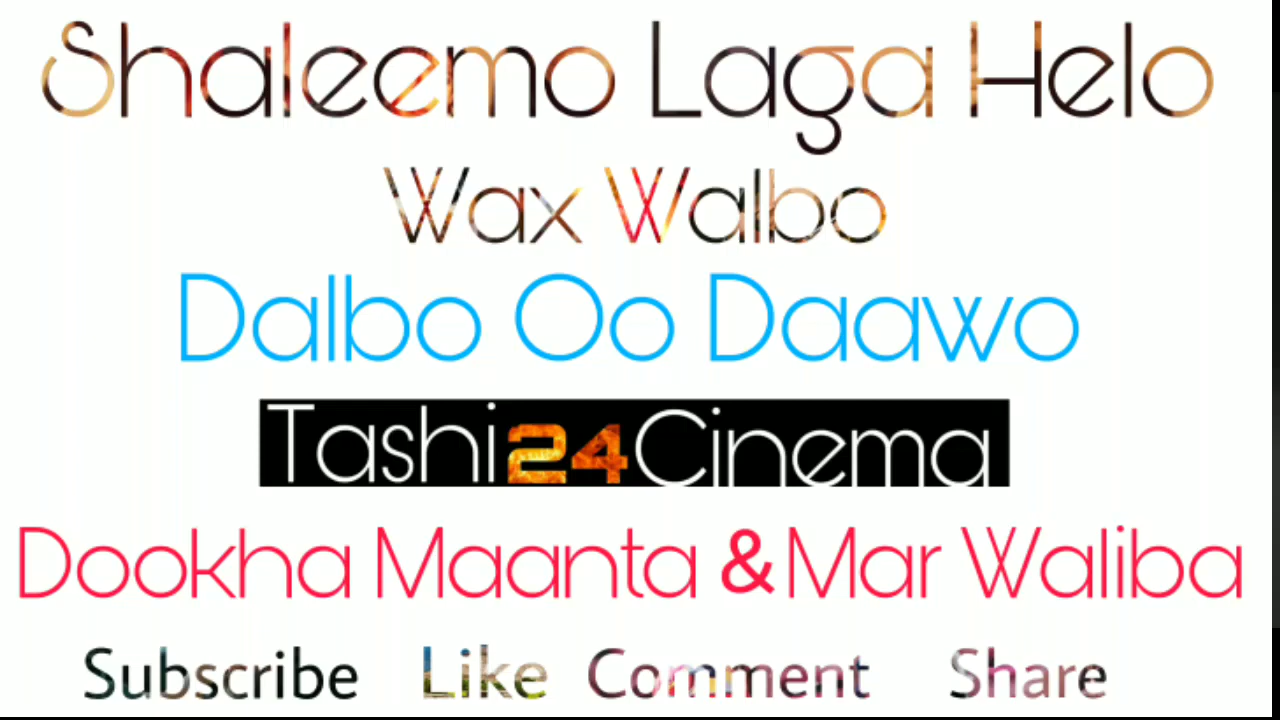 Shaleemo Laga Helo
Wax Walbo
Dalbo Oo Daawo
Tashi24Cinema
Dookha Maanta & Mar Waliba
Subscribe Like Comment Share